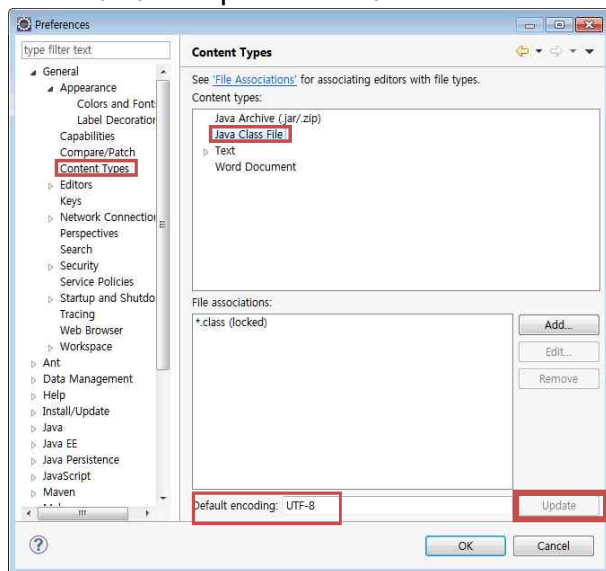 Preferences
type filter text
Content Types
General
Appearance
Colors and Font
Label Decoration
Capabilities
Compare/Patch
Content Types
Editors
Keys
Network Connection
Perspectives
Search
Security
Service Policies
Startup and Shutdo
Tracing
Web Browser
Workspace
Ant
Data Management
Help
Install/Update
Java
Java EE
Java Persistence
JavaScript
Maven
See 'File Associations' for associating editors with file types.
Content types:
Java Archive (.jar/.zip)
Java Class File
Text
Word Document
File associations:
*.class (locked)
Add...
Edit...
Remove
Default encoding: UTF-8
Update
OK
Cancel